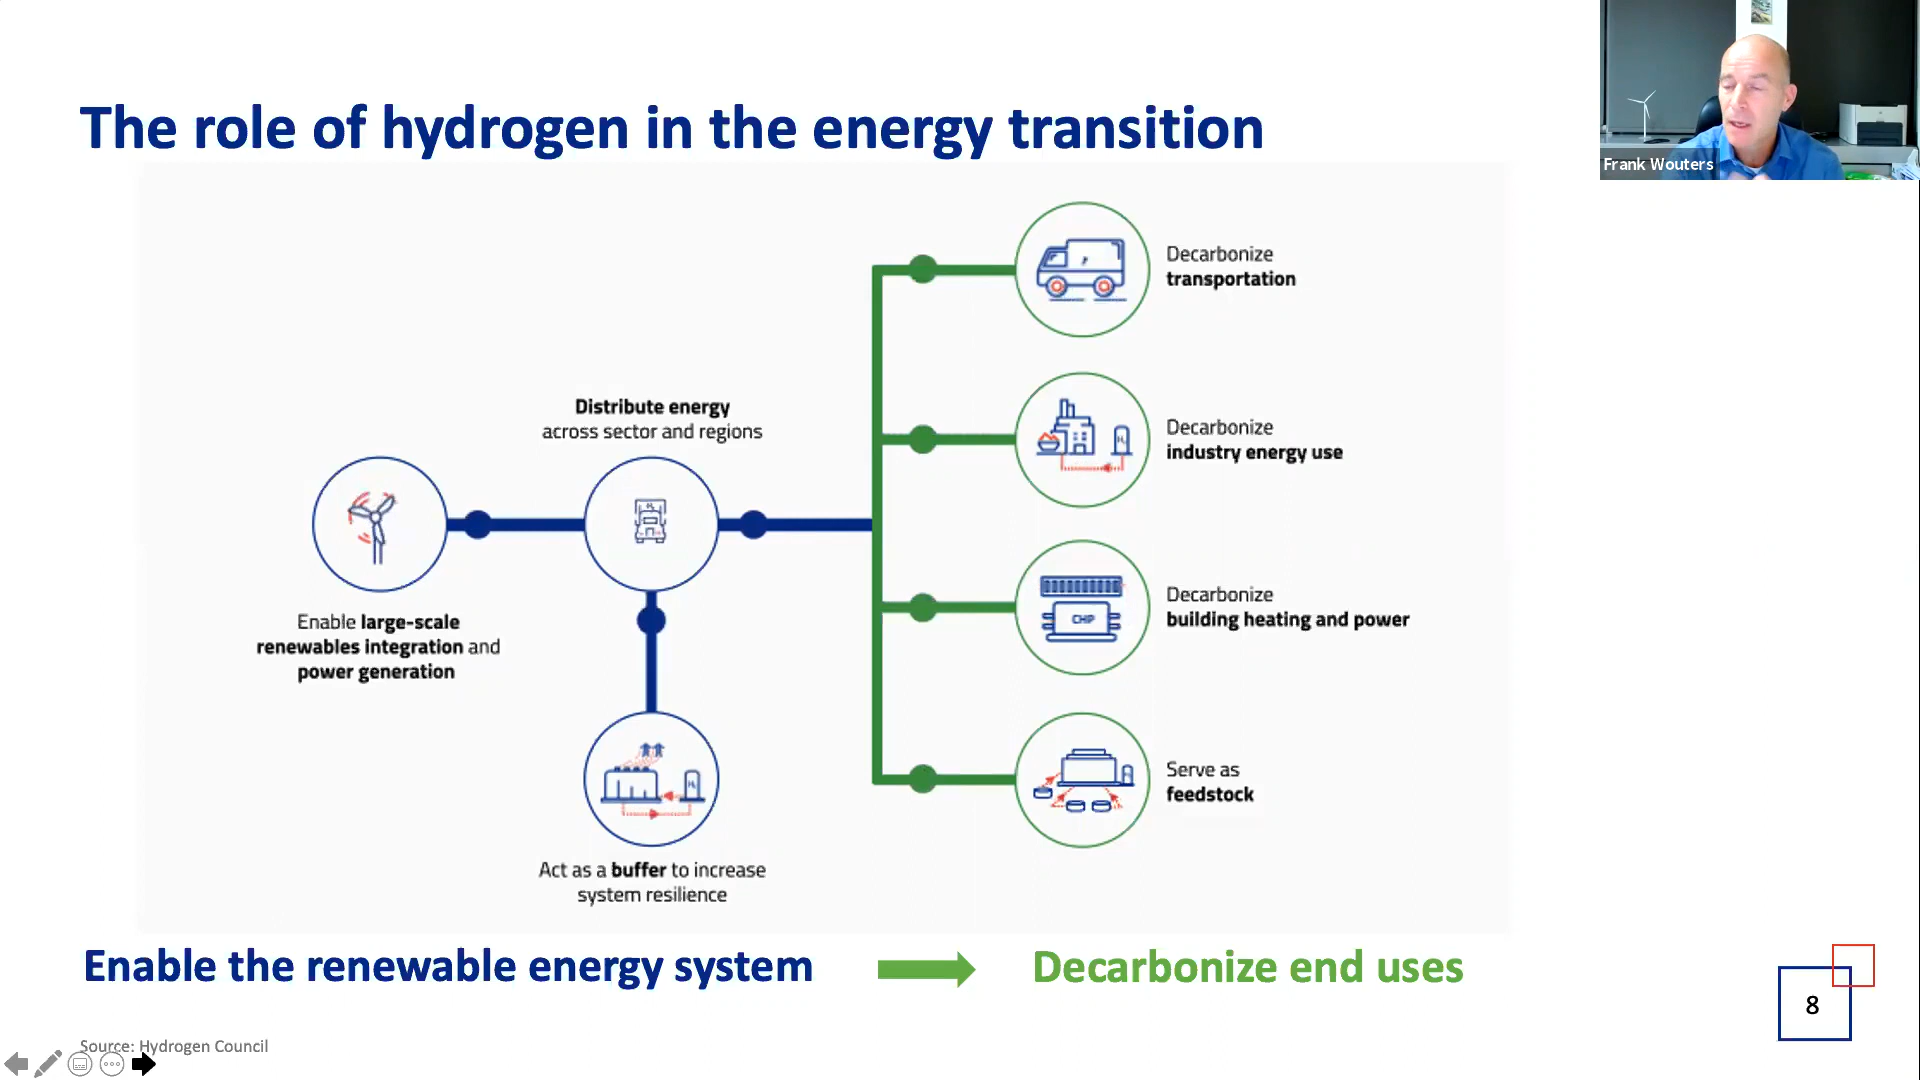 The role of hydrogen in the energy transition
Frank Wouters
Decarbonize
transportation
Distribute energy
across sector and regions
Decarbonize
industry energy use
Enable large-scale
renewables integration and
power generation
Decarbonize
building heating and power
CHIP
Serve as
feedstock
Act as a buffer to increase
system resilience
Enable the renewable energy system
Decarbonize end uses
8
Source: Hydrogen Council